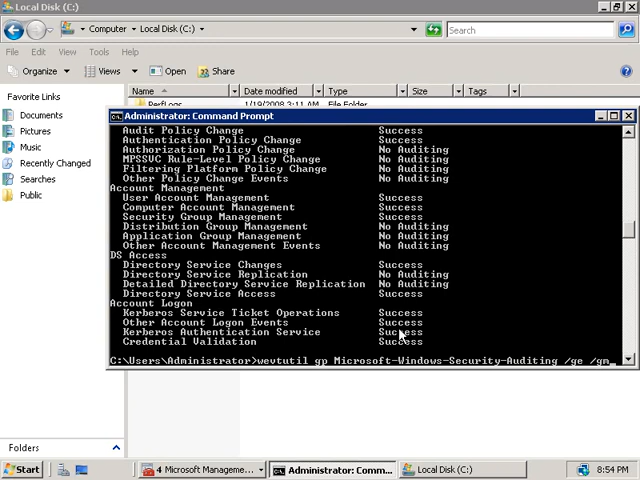 Local Disk (C:)
Computer Local Disk (C:)
Search
File Edit View Tools Help
Organize Views Open Share
Favorite Links
Documents
Pictures
Music
Recently Changed
Searches
Public
Folders
Name Date modified Type Size Tags
PerfLogs 1/19/2008 3:11 AM File Folder
Administrator: Command Prompt
Audit Policy Change Success
Authentication Policy Change Success
Authorization Policy Change No Auditing
MPSSVC Rule-Level Policy Change No Auditing
Filtering Platform Policy Change No Auditing
Other Policy Change Events No Auditing
Account Management
User Account Management Success
Computer Account Management Success
Security Group Management Success
Distribution Group Management No Auditing
Application Group Management No Auditing
Other Account Management Events No Auditing
DS Access
Directory Service Changes Success
Directory Service Replication No Auditing
Detailed Directory Service Replication No Auditing
Directory Service Access Success
Account Logon
Kerberos Service Ticket Operations Success
Other Account Logon Events Success
Kerberos Authentication Service Success
Credential Validation Success
C:\Users\Administrator>wevtutil gp Microsoft-Windows-Security-Auditing /ge /gm_
Start 4 Microsoft Manageme... Administrator: Comm... Local Disk (C:) 8:54 PM